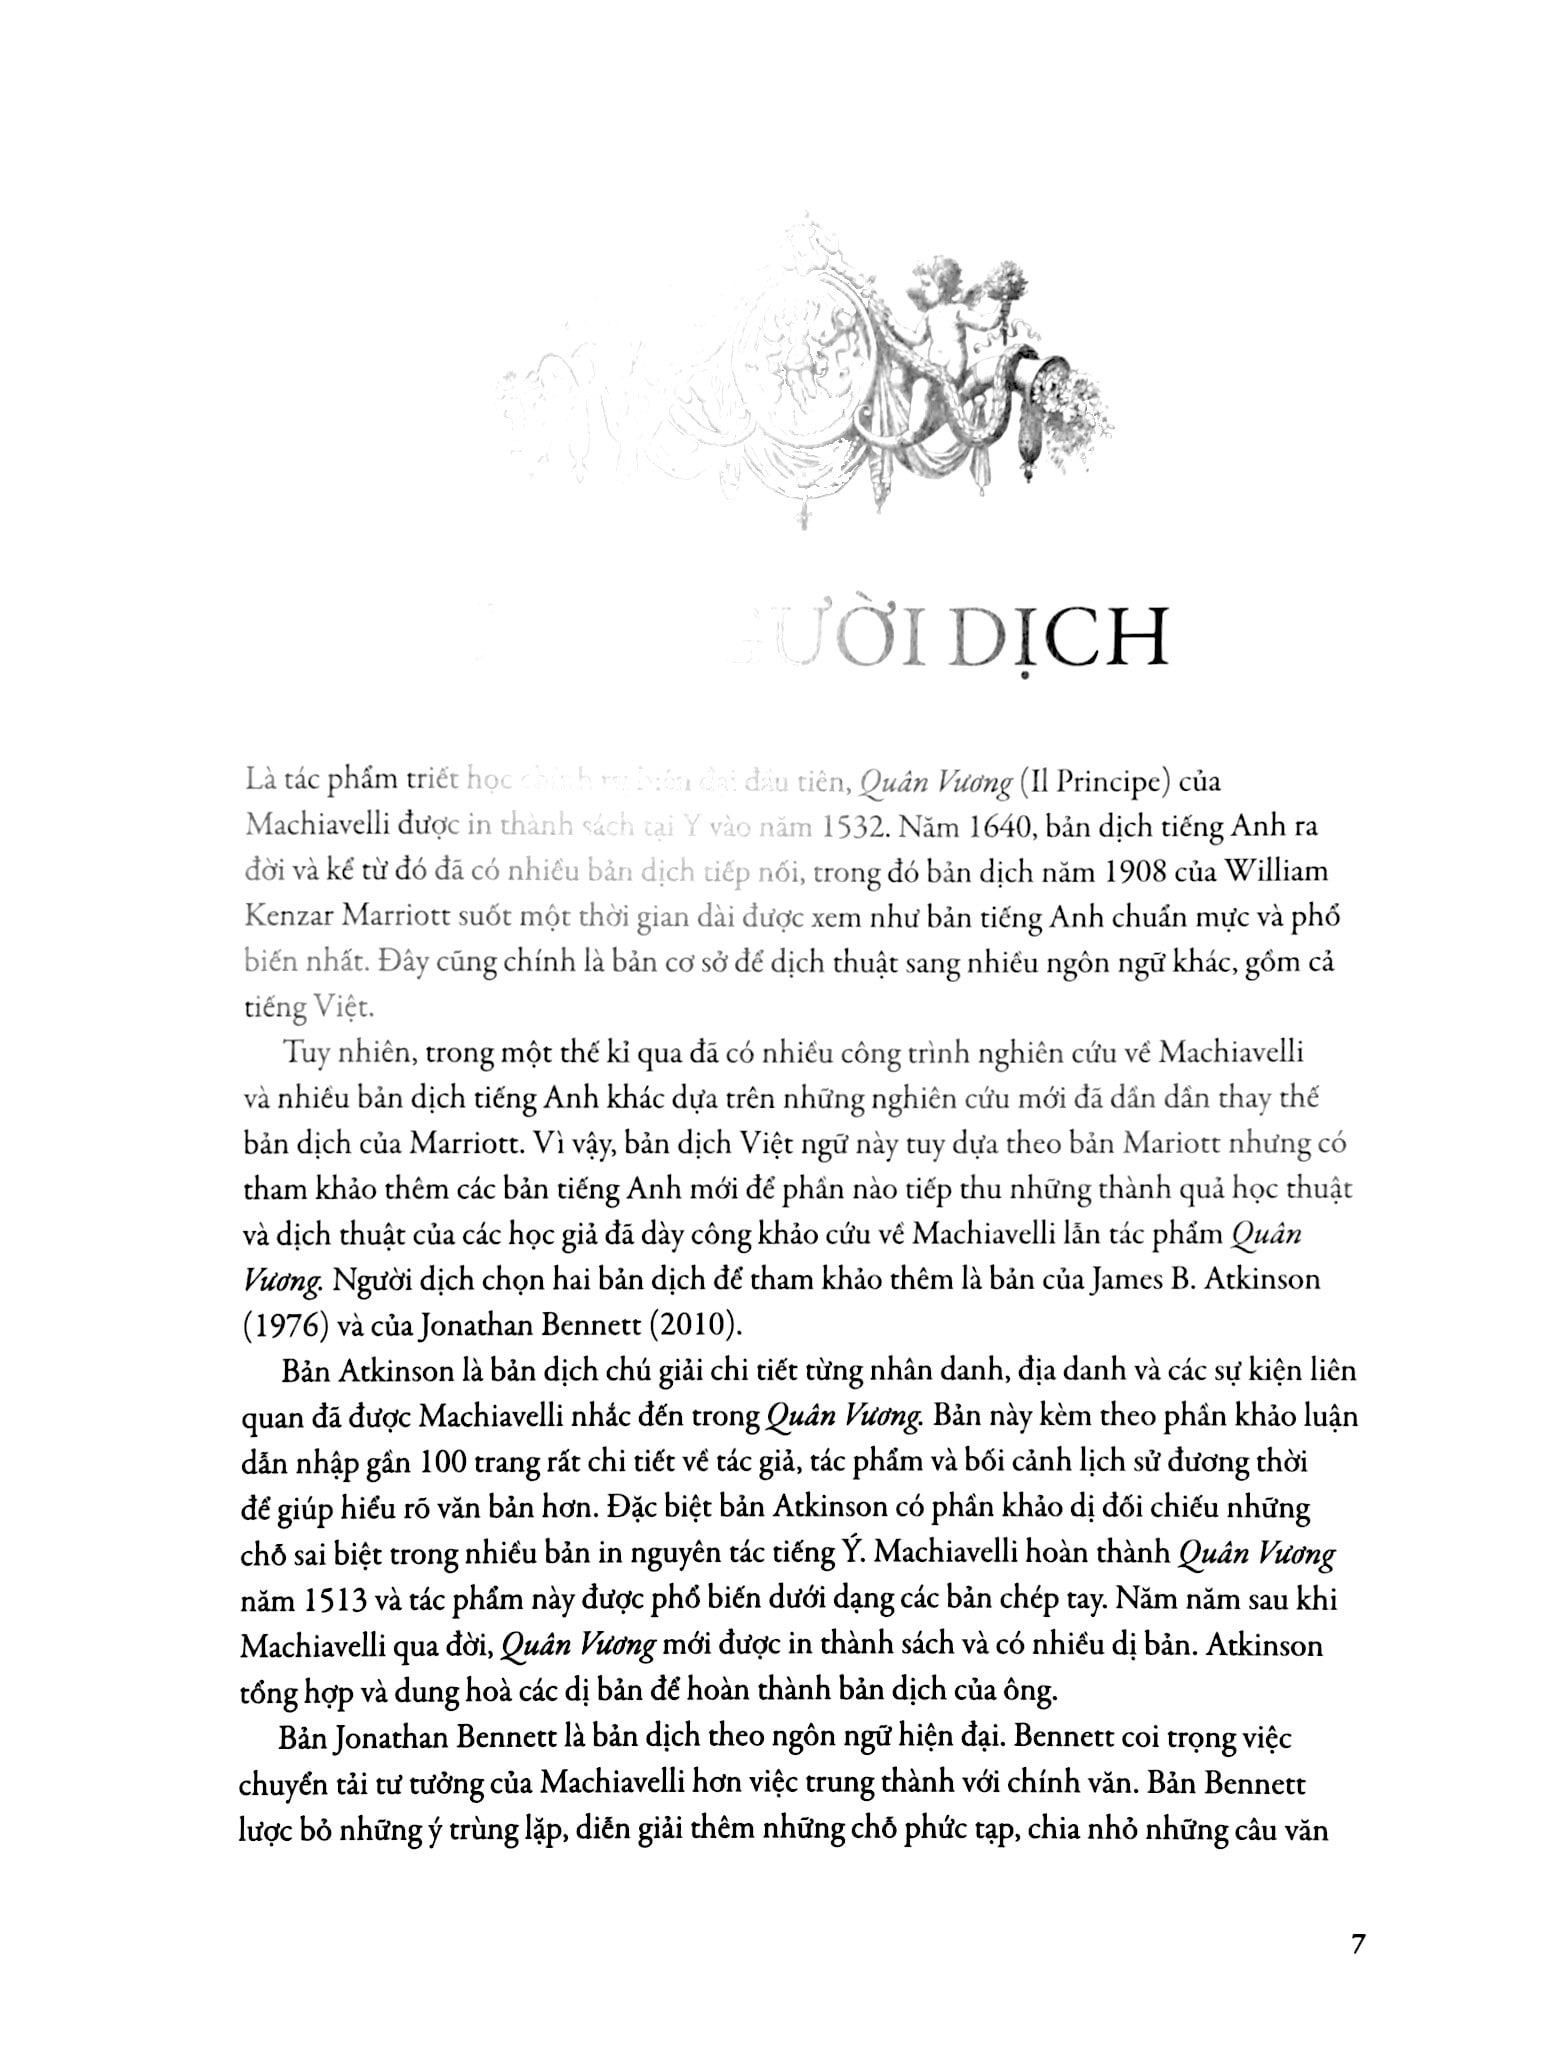 GƯỜI DỊCH
Là tác phẩm triết học chính trị hiện đại đầu tiên, Quân Vương (Il Principe) của
Machiavelli được in thành sách tại Ý vào năm 1532. Năm 1640, bản dịch tiếng Anh ra
đời và kể từ đó đã có nhiều bản dịch tiếp nối, trong đó bản dịch năm 1908 của William
Kenzar Marriott suốt một thời gian dài được xem như bản tiếng Anh chuẩn mực và phổ
biến nhất. Đây cũng chính là bản cơ sở để dịch thuật sang nhiều ngôn ngữ khác, gồm cả
tiếng Việt.
Tuy nhiên, trong một thế kỉ qua đã có nhiều công trình nghiên cứu về Machiavelli
và nhiều bản dịch tiếng Anh khác dựa trên những nghiên cứu mới đã dần dần thay thế
bản dịch của Marriott. Vì vậy, bản dịch Việt ngữ này tuy dựa theo bản Mariott nhưng có
tham khảo thêm các bản tiếng Anh mới để phần nào tiếp thu những thành quả học thuật
và dịch thuật của các học giả đã dày công khảo cứu về Machiavelli lẫn tác phẩm Quân
Vương. Người dịch chọn hai bản dịch để tham khảo thêm là bản của James B. Atkinson
(1976) và của Jonathan Bennett (2010).
Bản Atkinson là bản dịch chú giải chi tiết từng nhân danh, địa danh và các sự kiện liên
quan đã được Machiavelli nhắc đến trong Quân Vương. Bản này kèm theo phần khảo luận
dẫn nhập gần 100 trang rất chi tiết về tác giả, tác phẩm và bối cảnh lịch sử đương thời
để giúp hiểu rõ văn bản hơn. Đặc biệt bản Atkinson có phần khảo dị đối chiếu những
chỗ sai biệt trong nhiều bản in nguyên tác tiếng Ý. Machiavelli hoàn thành Quân Vương
năm 1513 và tác phẩm này được phổ biến dưới dạng các bản chép tay. Năm năm sau khi
Machiavelli qua đời, Quân Vương mới được in thành sách và có nhiều dị bản. Atkinson
tổng hợp và dung hoà các dị bản để hoàn thành bản dịch của ông.
Bản Jonathan Bennett là bản dịch theo ngôn ngữ hiện đại. Bennett coi trọng việc
chuyển tải tư tưởng của Machiavelli hơn việc trung thành với chính văn. Bản Bennett
lược bỏ những ý trùng lặp, diễn giải thêm những chỗ phức tạp, chia nhỏ những câu văn
7